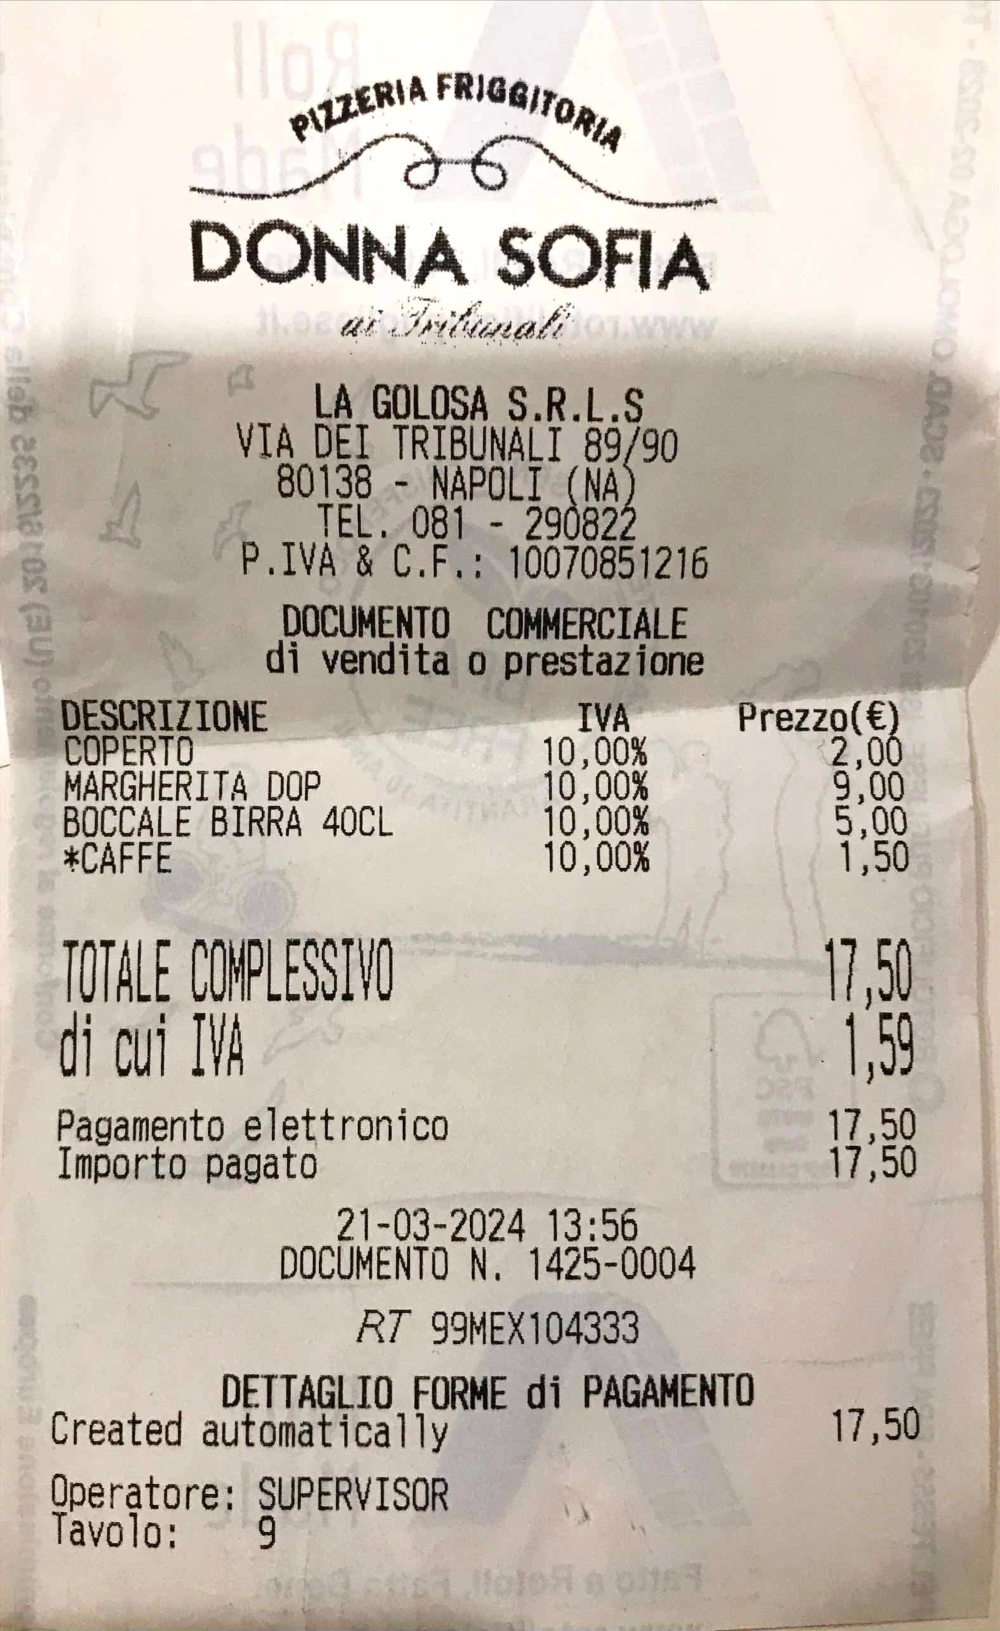 PIZZERIA FRIGGITORIA
DONNA SOFIA
ai Tribunali
LA GOLOSA S.R.L.S
VIA DEI TRIBUNALI 89/90
80138 - NAPOLI (NA)
TEL. 081 - 290822
P.IVA & C.F.: 10070851216
DOCUMENTO COMMERCIALE
di vendita o prestazione
DESCRIZIONE IVA Prezzo(€)
COPERTO 10,00% 2,00
MARGHERITA DOP 10,00% 9,00
BOCCALE BIRRA 40CL 10,00% 5,00
*CAFFE 10,00% 1,50
TOTALE COMPLESSIVO 17,50
di cui IVA 1,59
Pagamento elettronico 17,50
Importo pagato 17,50
21-03-2024 13:56
DOCUMENTO N. 1425-0004
RT 99MEX104333
DETTAGLIO FORME di PAGAMENTO
Created automatically 17,50
Operatore: SUPERVISOR
Tavolo: 9